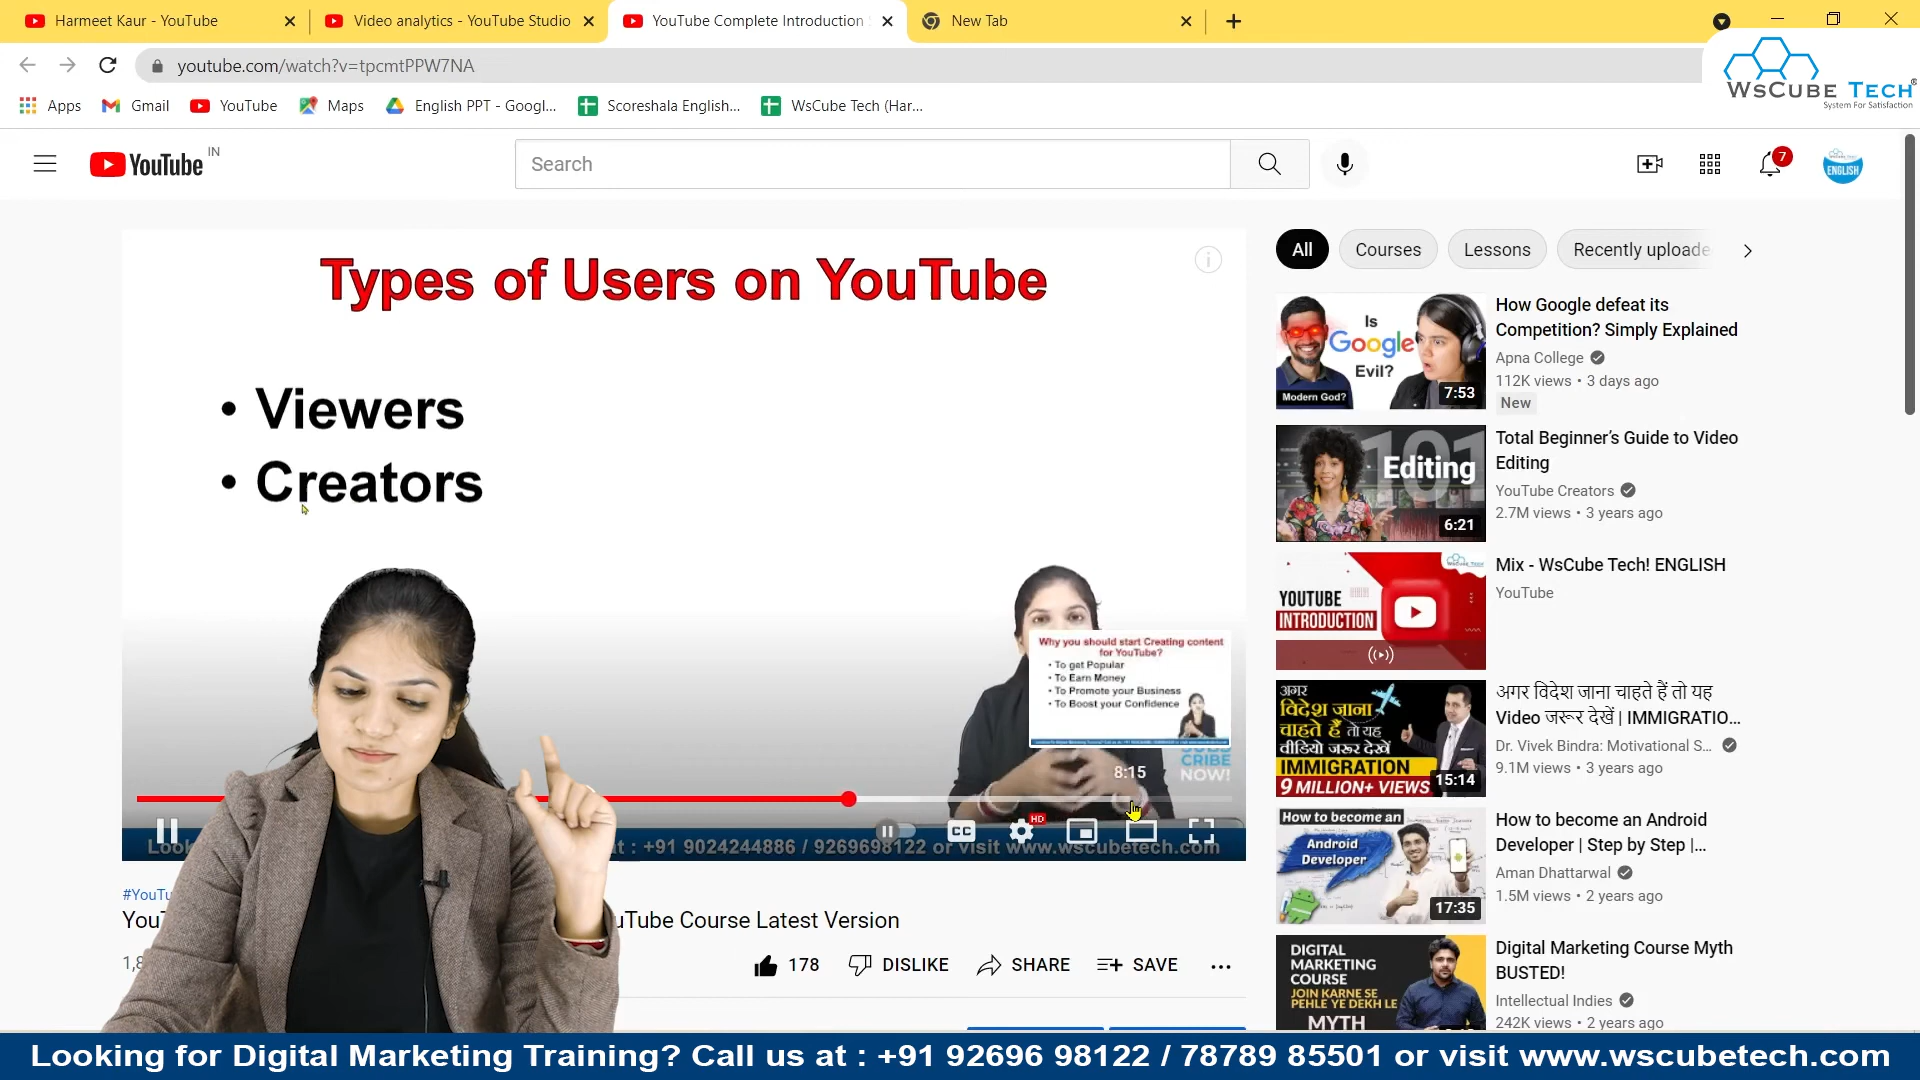 Harmeet Kaur - YouTube
Video analytics - YouTube Studio
YouTube Complete Introduction
New Tab
youtube.com/watch?v=tpcmtPPW7NA
WsCube Tech®
System For Satisfaction
Apps
Gmail
YouTube
Maps
English PPT - Googl...
Scoreshala English...
WsCube Tech (Har...
YouTube
IN
Search
7
ENGLISH
Types of Users on YouTube
• Viewers
• Creators
Why you should start Creating content
for YouTube?
• To get Popular
• To Earn Money
• To Promote your Business
• To Boost your Confidence
CRIBE
NOW!
8:15
CC
HD
Look
at : +91 9024244886 / 9269698122 or visit www.wscubetech.com
#YouTu
You
uTube Course Latest Version
1,8
178
DISLIKE
SHARE
SAVE
All
Courses
Lessons
Recently uploade
Is
Google
Evil?
Modern God?
7:53
How Google defeat its
Competition? Simply Explained
Apna College
112K views • 3 days ago
New
101
Editing
6:21
Total Beginner's Guide to Video
Editing
YouTube Creators
2.7M views • 3 years ago
YOUTUBE
INTRODUCTION
Mix - WsCube Tech! ENGLISH
YouTube
अगर
विदेश जाना
चाहते हैं तो यह
वीडियो जरूर देखें
IMMIGRATION
9 MILLION+ VIEWS
15:14
अगर विदेश जाना चाहते हैं तो यह
Video जरूर देखें | IMMIGRATIO...
Dr. Vivek Bindra: Motivational S...
9.1M views • 3 years ago
How to become an
Android
Developer
17:35
How to become an Android
Developer | Step by Step |...
Aman Dhattarwal
1.5M views • 2 years ago
DIGITAL
MARKETING
COURSE
JOIN KARNE SE
PEHLE YE DEKH LE
MYTH
Digital Marketing Course Myth
BUSTED!
Intellectual Indies
242K views • 2 years ago
Looking for Digital Marketing Training? Call us at : +91 92696 98122 / 78789 85501 or visit www.wscubetech.com